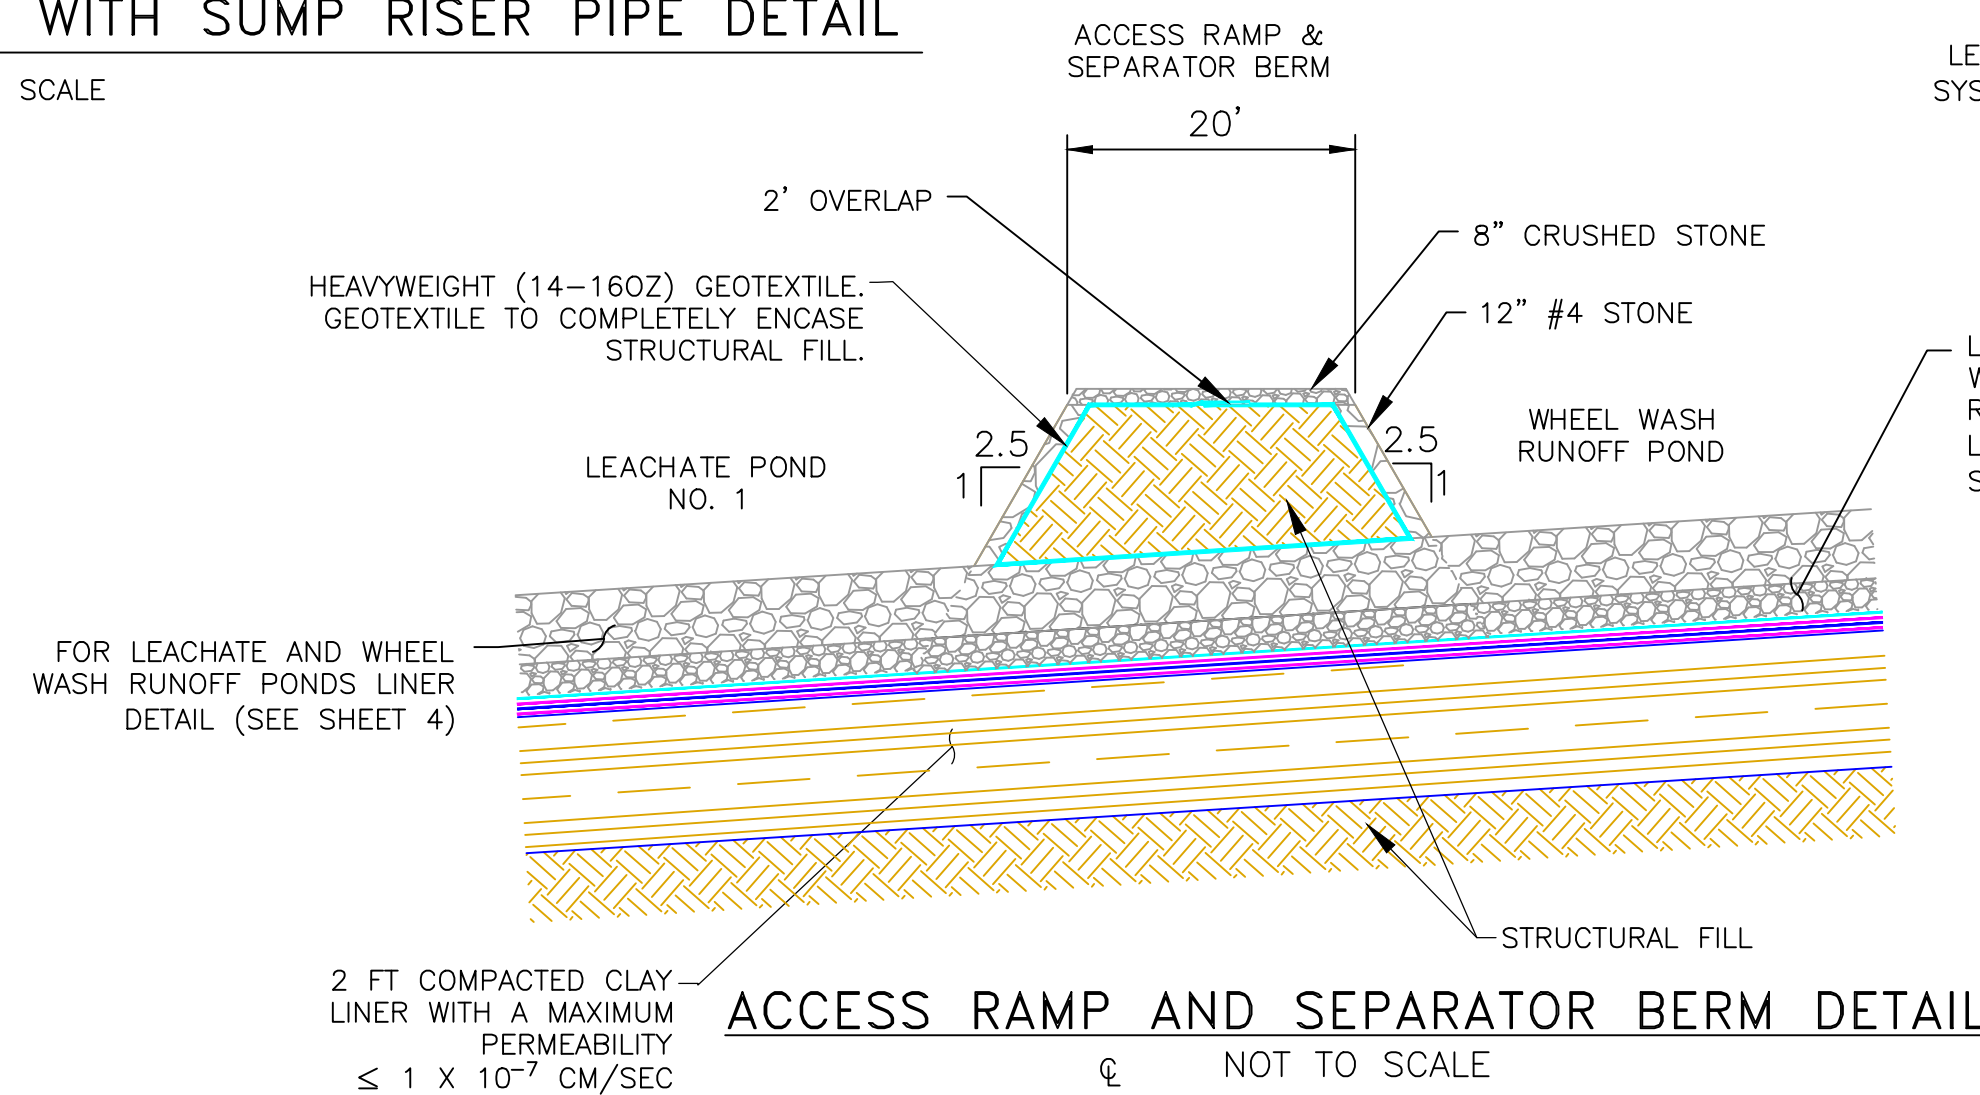 WITH SUMP RISER PIPE DETAIL
SCALE
ACCESS RAMP &
SEPARATOR BERM
20'
LE
SYS
2' OVERLAP
8" CRUSHED STONE
HEAVYWEIGHT (14-16OZ) GEOTEXTILE.
GEOTEXTILE TO COMPLETELY ENCASE
STRUCTURAL FILL.
12" #4 STONE
L
W
R
L
S
LEACHATE POND
NO. 1
2.5
1
2.5
1
WHEEL WASH
RUNOFF POND
FOR LEACHATE AND WHEEL
WASH RUNOFF PONDS LINER
DETAIL (SEE SHEET 4)
STRUCTURAL FILL
2 FT COMPACTED CLAY
LINER WITH A MAXIMUM
PERMEABILITY
≤ 1 X 10⁻⁷ CM/SEC
ACCESS RAMP AND SEPARATOR BERM DETAIL
℄ NOT TO SCALE